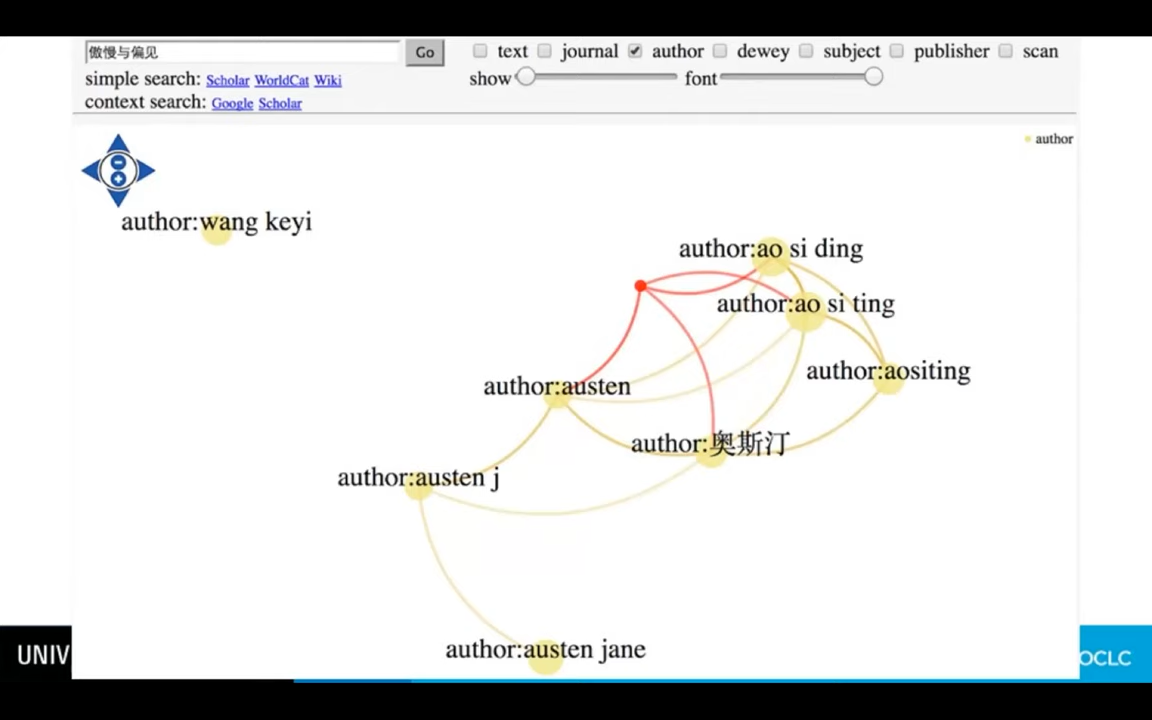 傲慢与偏见
Go
text journal author dewey subject publisher scan
simple search: Scholar WorldCat Wiki
show font
context search: Google Scholar
author
author:wang keyi
author:ao si ding
author:ao si ting
author:aositing
author:austen
author:奥斯汀
author:austen j
author:austen jane
UNIV
OCLC